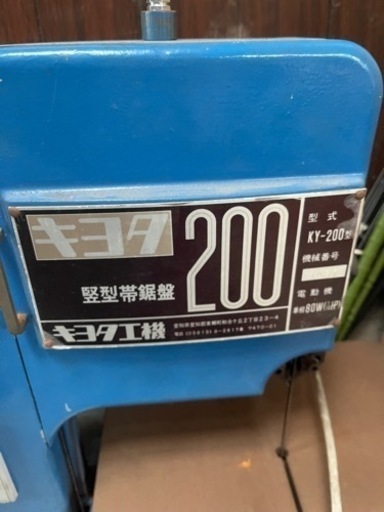 キヨタ
竪型帯鋸盤
200
型式
KY-200型
機械番号
電動機
キヨタ工機